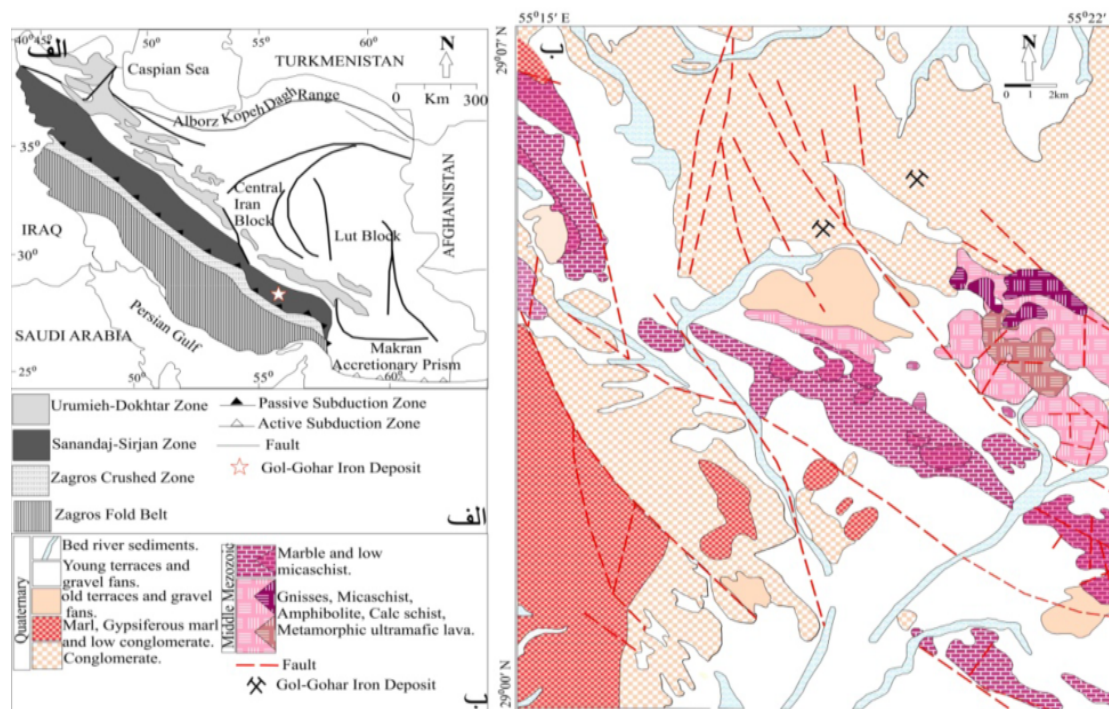 40° 45°
50°
60°
الف
N
Caspian Sea
TURKMENISTAN
0 Km 300
Alborz Kopeh Dagh Range
35°
AFGHANISTAN
Central
Iran
Block
Lut Block
IRAQ
30°
Persian Gulf
SAUDI ARABIA
Makran
Accretionary Prism
25°
50°
55°
60°
Urumieh-Dokhtar Zone
Sanandaj-Sirjan Zone
Zagros Crushed Zone
Zagros Fold Belt
Passive Subduction Zone
Active Subduction Zone
Fault
Gol-Gohar Iron Deposit
الف
Quaternary
Bed river sediments.
Young terraces and
gravel fans.
old terraces and gravel
fans.
Marl, Gypsiferous marl
and low conglomerate.
Conglomerate.
Middle Mezozoic
Marble and low
micaschist.
Gnisses, Micaschist,
Amphibolite, Calc schist,
Metamorphic ultramafic lava.
Fault
Gol-Gohar Iron Deposit
ب
55°15' E
55°22'
29°07' N
ب
N
0 1 2km
29°00' N